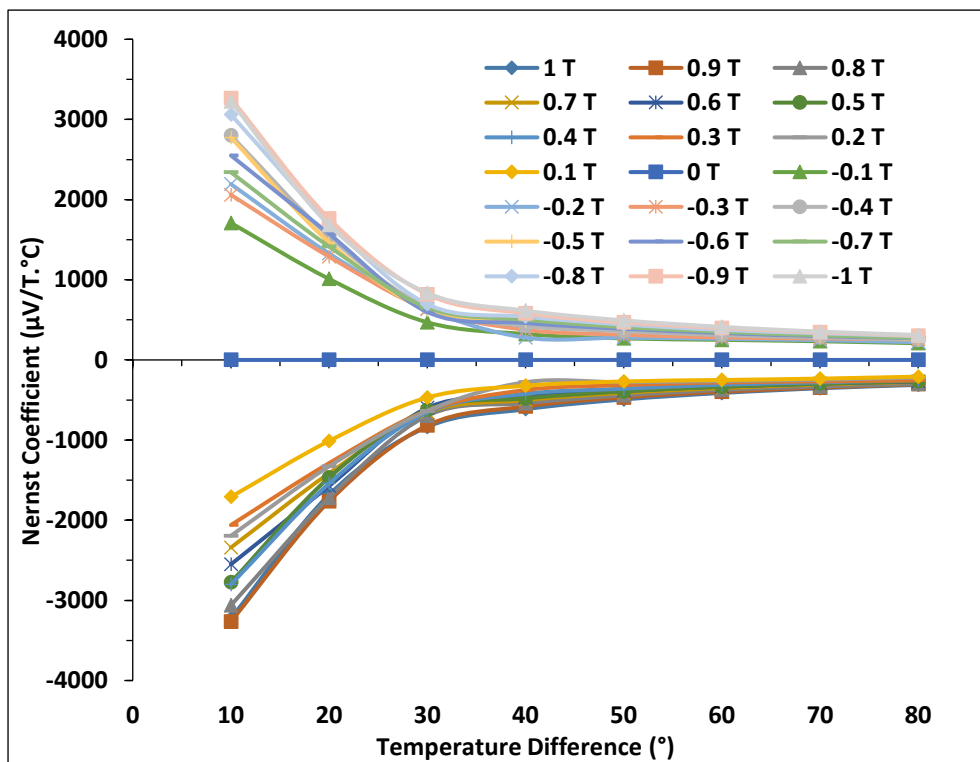 4000
3000
2000
1000
0
-1000
-2000
-3000
-4000
Nernst Coefficient (µV/T.°C)
1 T 0.9 T 0.8 T
0.7 T 0.6 T 0.5 T
0.4 T 0.3 T 0.2 T
0.1 T 0 T -0.1 T
-0.2 T -0.3 T -0.4 T
-0.5 T -0.6 T -0.7 T
-0.8 T -0.9 T -1 T
0 10 20 30 40 50 60 70 80
Temperature Difference (°)